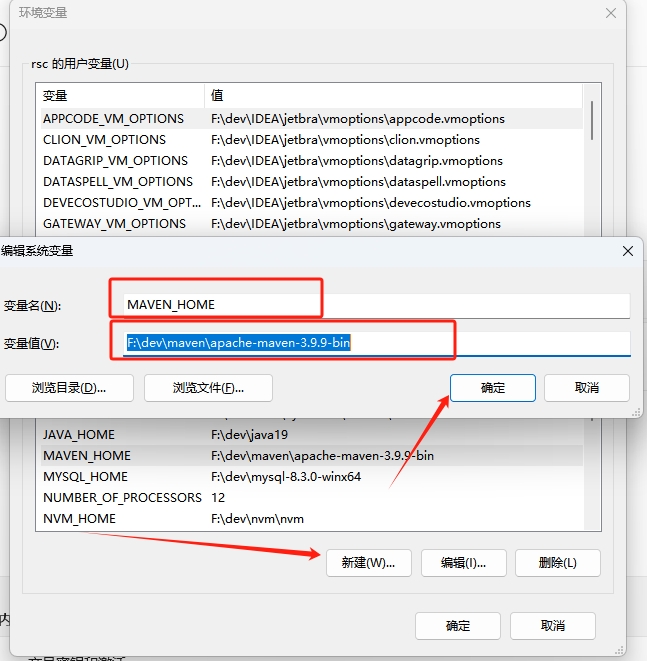 环境变量
rsc 的用户变量(U)
变量 值
APPCODE_VM_OPTIONS F:\dev\IDEA\jetbra\vmoptions\appcode.vmoptions
CLION_VM_OPTIONS F:\dev\IDEA\jetbra\vmoptions\clion.vmoptions
DATAGRIP_VM_OPTIONS F:\dev\IDEA\jetbra\vmoptions\datagrip.vmoptions
DATASPELL_VM_OPTIONS F:\dev\IDEA\jetbra\vmoptions\dataspell.vmoptions
DEVECOSTUDIO_VM_OPT... F:\dev\IDEA\jetbra\vmoptions\devecostudio.vmoptions
GATEWAY_VM_OPTIONS F:\dev\IDEA\jetbra\vmoptions\gateway.vmoptions
编辑系统变量
变量名(N): MAVEN_HOME
变量值(V): F:\dev\maven\apache-maven-3.9.9-bin
浏览目录(D)... 浏览文件(F)... 确定 取消
JAVA_HOME F:\dev\java19
MAVEN_HOME F:\dev\maven\apache-maven-3.9.9-bin
MYSQL_HOME F:\dev\mysql-8.3.0-winx64
NUMBER_OF_PROCESSORS 12
NVM_HOME F:\dev\nvm\nvm
新建(W)... 编辑(I)... 删除(L)
内
确定 取消